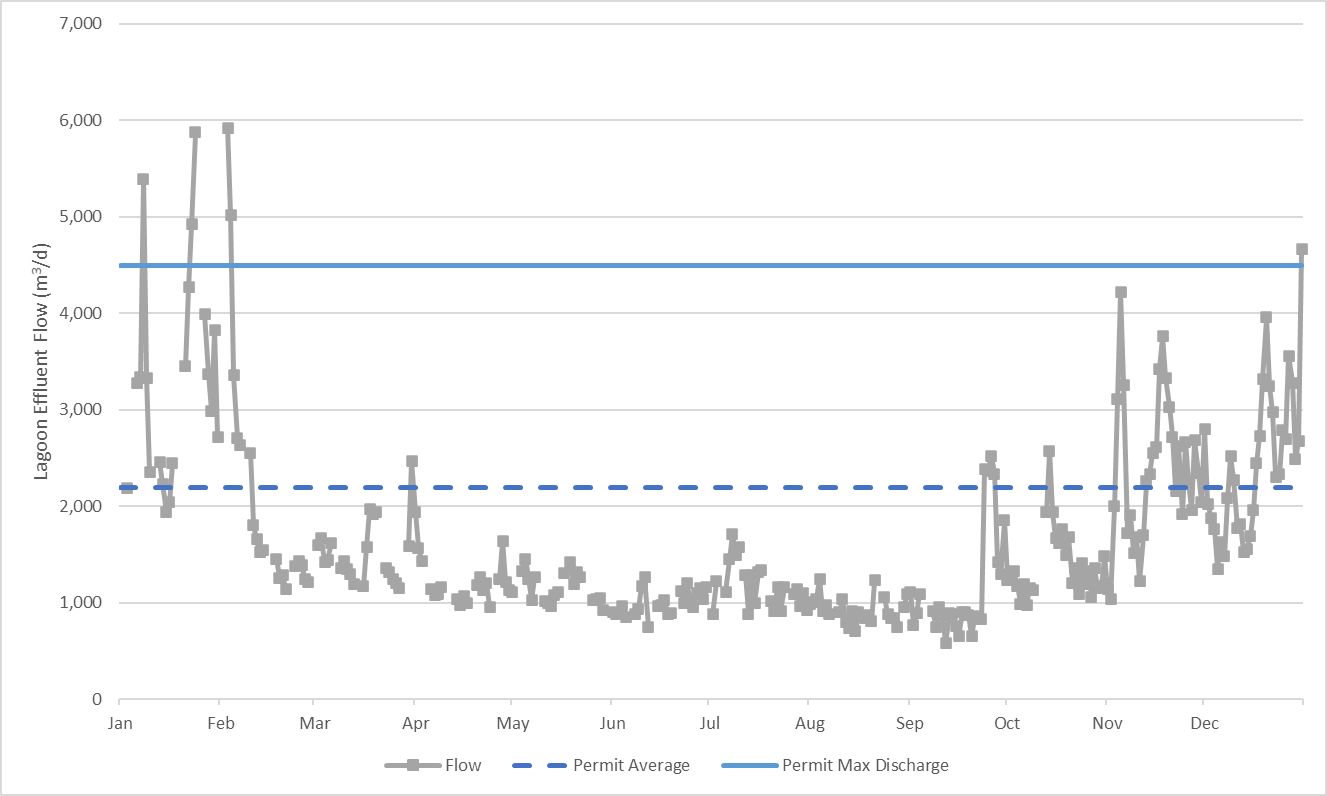 7,000
6,000
5,000
4,000
3,000
2,000
1,000
0
Lagoon Effluent Flow (m³/d)
Jan Feb Mar Apr May Jun Jul Aug Sep Oct Nov Dec
Flow Permit Average Permit Max Discharge